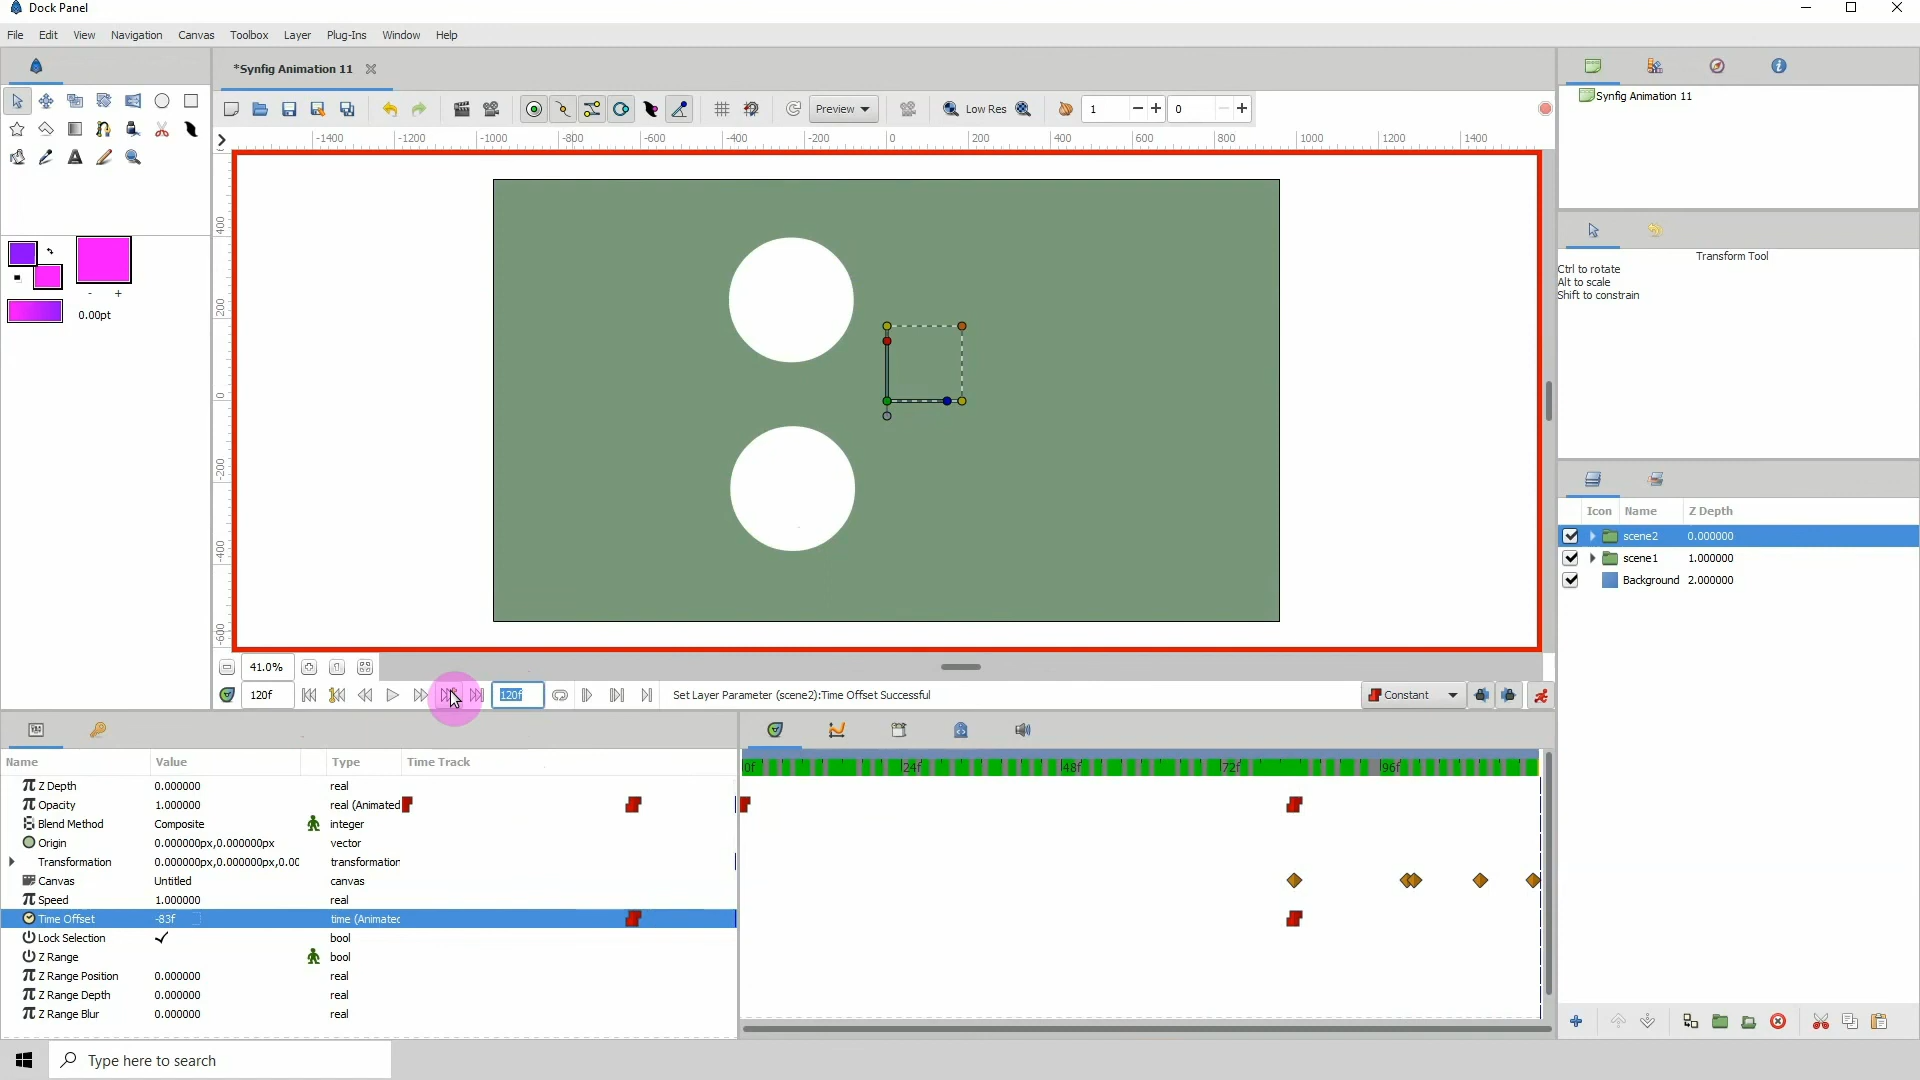 Dock Panel
File Edit View Navigation Canvas Toolbox Layer Plug-Ins Window Help
*Synfig Animation 11
Preview Low Res 1 0
-1400 -1200 -1000 -800 -600 -400 -200 0 200 400 600 800 1000 1200 1400
400
200
0
-200
-400
-600
0.00pt
Synfig Animation 11
Transform Tool
Ctrl to rotate
Alt to scale
Shift to constrain
Icon Name Z Depth
scene2 0.000000
scene1 1.000000
Background 2.000000
41.0%
120f 120f Set Layer Parameter (scene2):Time Offset Successful Constant
Name Value Type Time Track
0f 24f 48f 72f 96f
Z Depth 0.000000 real
Opacity 1.000000 real (Animated
Blend Method Composite integer
Origin 0.000000px,0.000000px vector
Transformation 0.000000px,0.000000px,0.00 transformation
Canvas Untitled canvas
Speed 1.000000 real
Time Offset -83f time (Animated
Lock Selection bool
Z Range bool
Z Range Position 0.000000 real
Z Range Depth 0.000000 real
Z Range Blur 0.000000 real
Type here to search